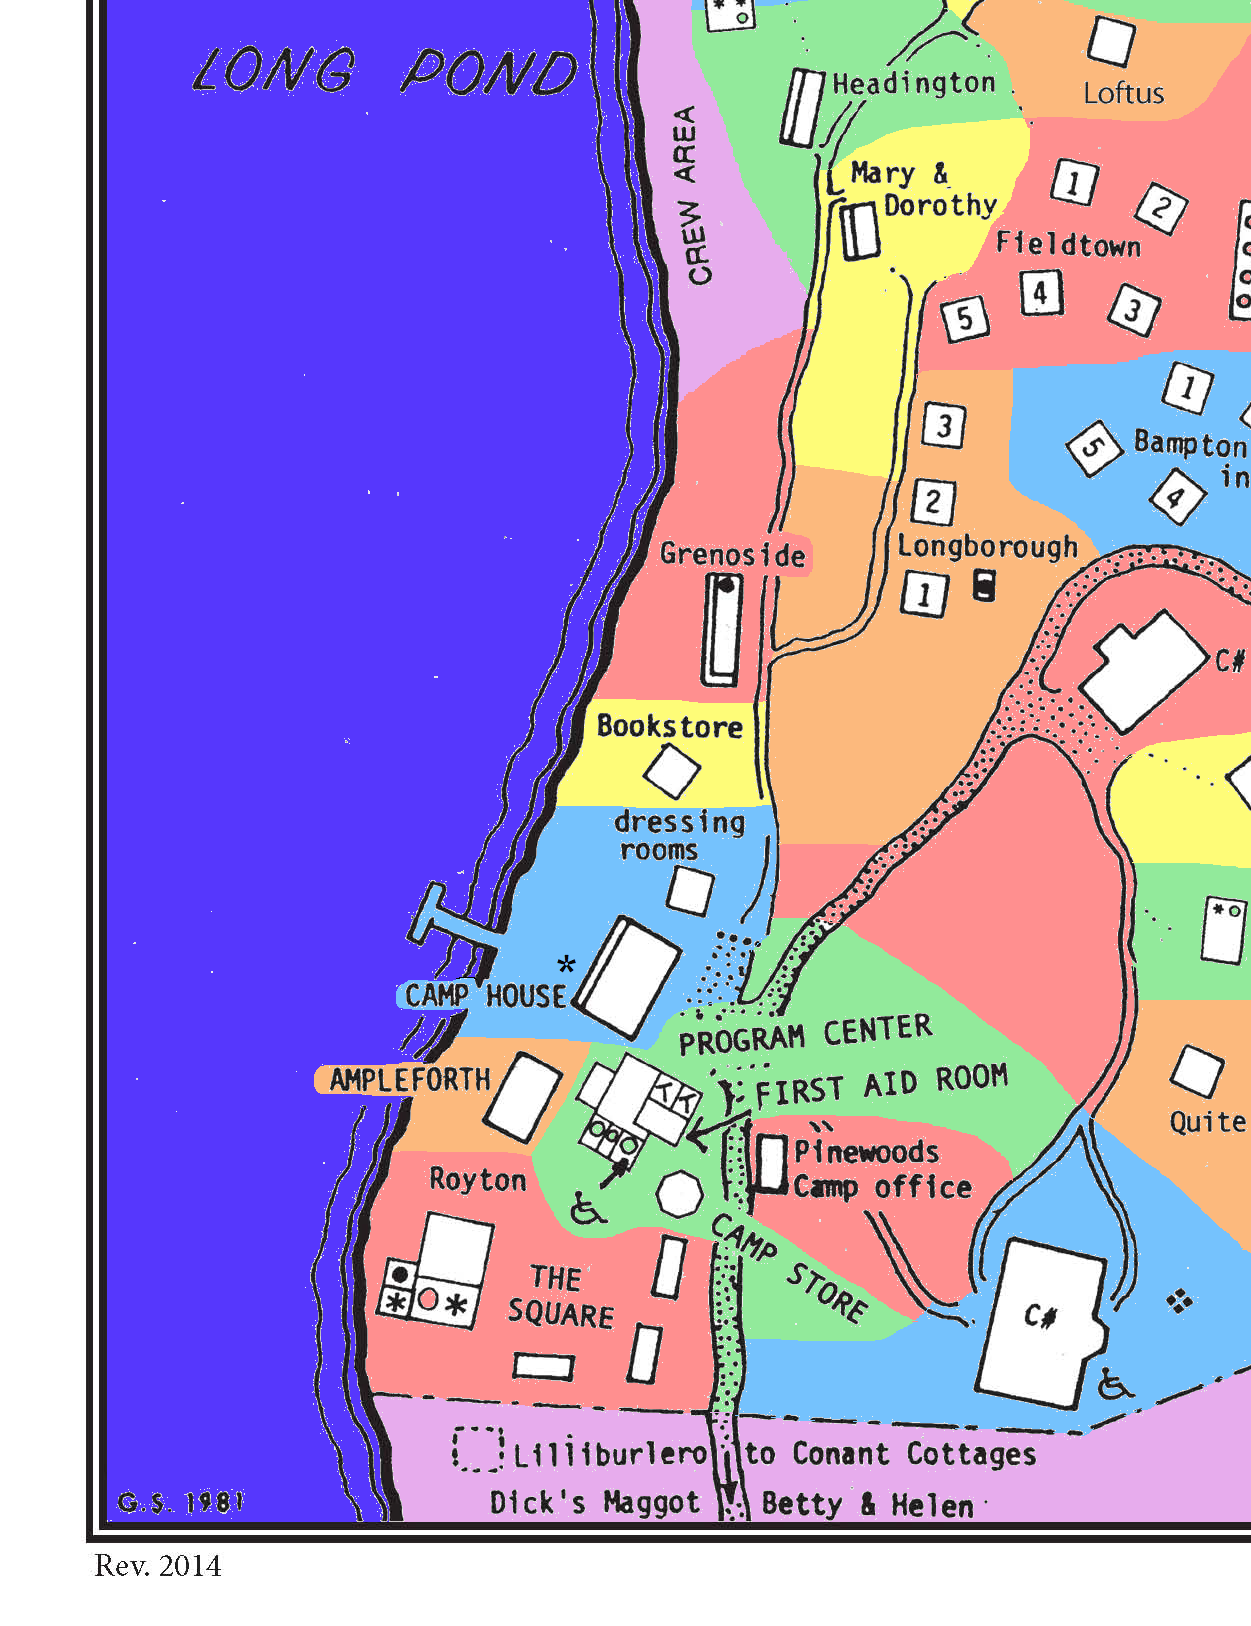 LONG POND
CREW AREA
Headington
Loftus
Mary &
Dorothy
1
2
Fieldtown
4
3
5
1
3
5
Bampton
in
4
2
Longborough
1
Grenoside
C#
Bookstore
dressing
rooms
*
*
CAMP HOUSE
PROGRAM CENTER
FIRST AID ROOM
AMPLEFORTH
Quite
Pinewoods
Camp office
Royton
CAMP STORE
THE
SQUARE
* *
C#
Lilliburlero
to Conant Cottages
Dick's Maggot
Betty & Helen
G.S. 1981
Rev. 2014